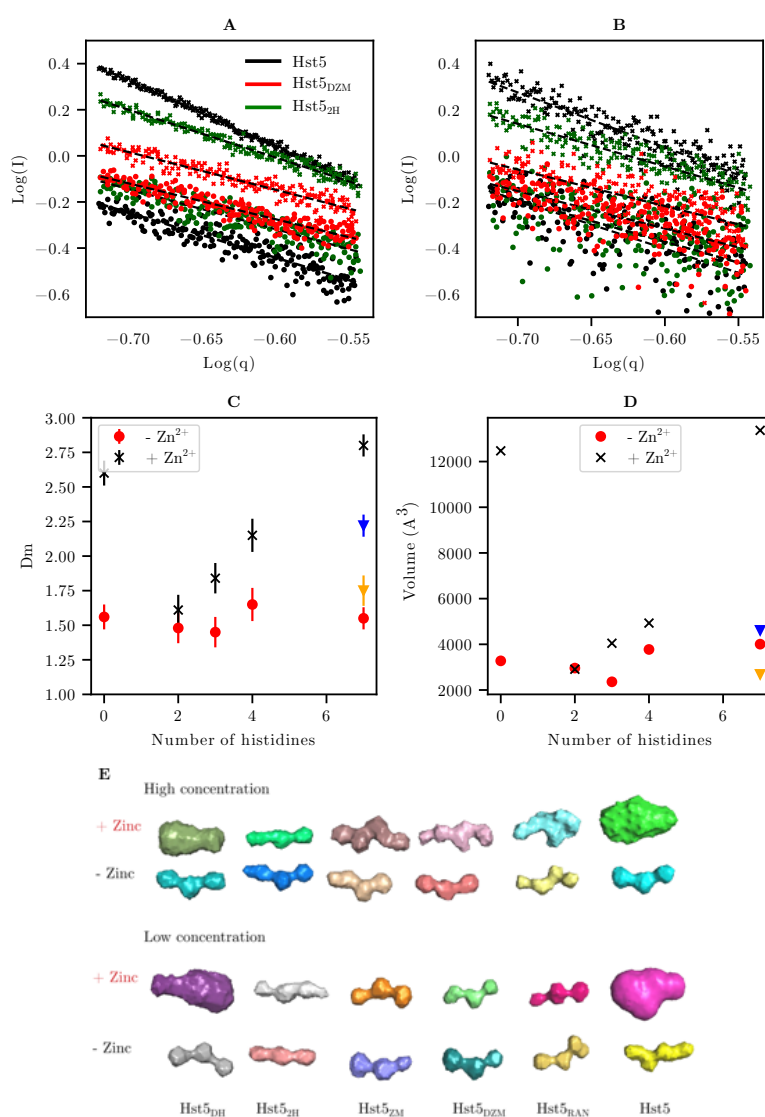 A
B
Log(I)
0.4
0.2
0.0
−0.2
−0.4
−0.6
Hst5
Hst5DZM
Hst52H
−0.70
−0.65
−0.60
−0.55
Log(q)
Log(I)
0.4
0.2
0.0
−0.2
−0.4
−0.6
−0.70
−0.65
−0.60
−0.55
Log(q)
C
D
Dm
3.00
2.75
2.50
2.25
2.00
1.75
1.50
1.25
1.00
- Zn2+
+ Zn2+
0
2
4
6
Number of histidines
Volume (A3)
12000
10000
8000
6000
4000
2000
- Zn2+
+ Zn2+
0
2
4
6
Number of histidines
E
High concentration
+ Zinc
- Zinc
Low concentration
+ Zinc
- Zinc
Hst5DH Hst52H Hst5ZM Hst5DZM Hst5RAN Hst5